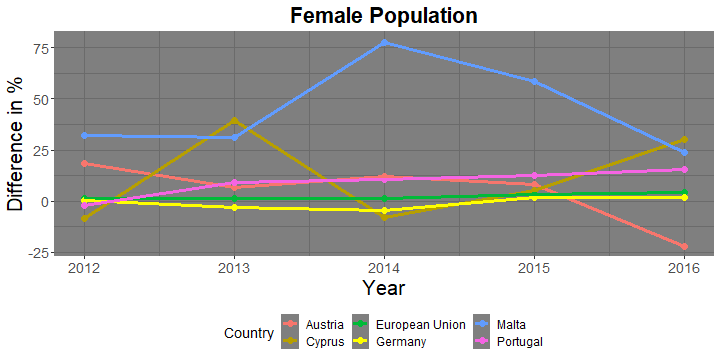 Female Population
Difference in %
75
50
25
0
-25
2012 2013 2014 2015 2016
Year
Country Austria European Union Malta
Cyprus Germany Portugal